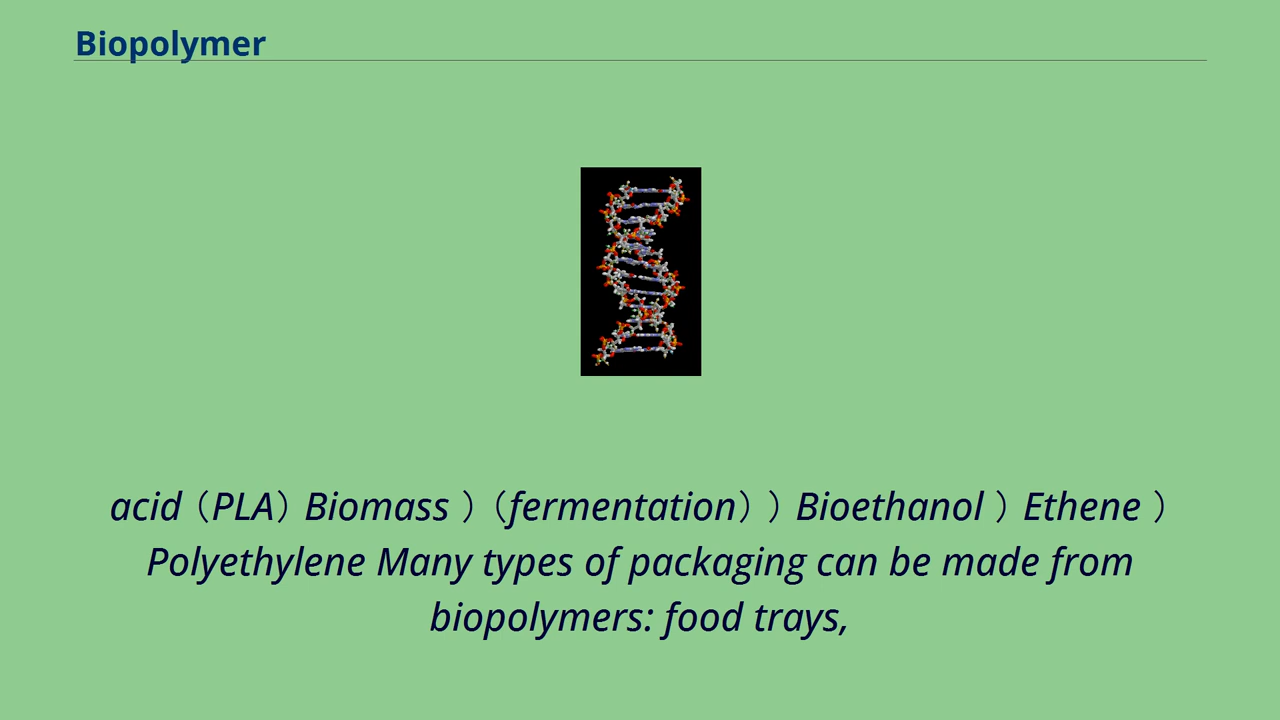 Biopolymer
acid（PLA）Biomass ）（fermentation））Bioethanol ）Ethene ）
Polyethylene Many types of packaging can be made from
biopolymers: food trays,